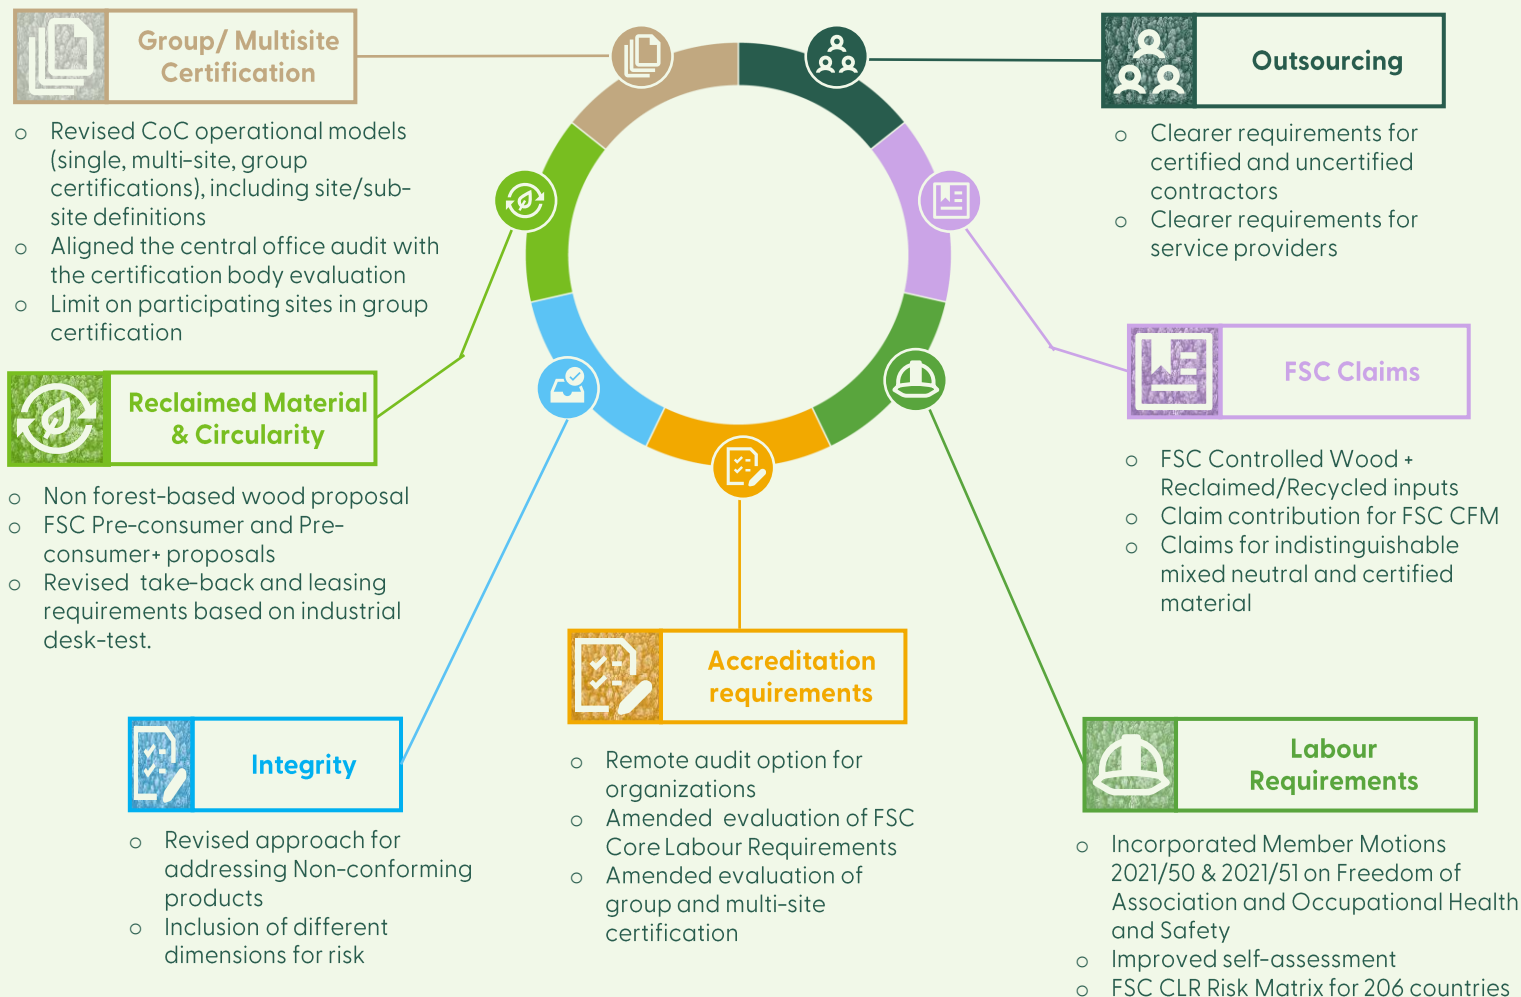 Group/ Multisite
Certification
o Revised CoC operational models
(single, multi-site, group
certifications), including site/sub-
site definitions
o Aligned the central office audit with
the certification body evaluation
o Limit on participating sites in group
certification
Reclaimed Material
& Circularity
o Non forest-based wood proposal
o FSC Pre-consumer and Pre-
consumer+ proposals
o Revised take-back and leasing
requirements based on industrial
desk-test.
Integrity
o Revised approach for
addressing Non-conforming
products
o Inclusion of different
dimensions for risk
Accreditation
requirements
o Remote audit option for
organizations
o Amended evaluation of FSC
Core Labour Requirements
o Amended evaluation of
group and multi-site
certification
Outsourcing
o Clearer requirements for
certified and uncertified
contractors
o Clearer requirements for
service providers
FSC Claims
o FSC Controlled Wood +
Reclaimed/Recycled inputs
o Claim contribution for FSC CFM
o Claims for indistinguishable
mixed neutral and certified
material
Labour
Requirements
o Incorporated Member Motions
2021/50 & 2021/51 on Freedom of
Association and Occupational Health
and Safety
o Improved self-assessment
o FSC CLR Risk Matrix for 206 countries